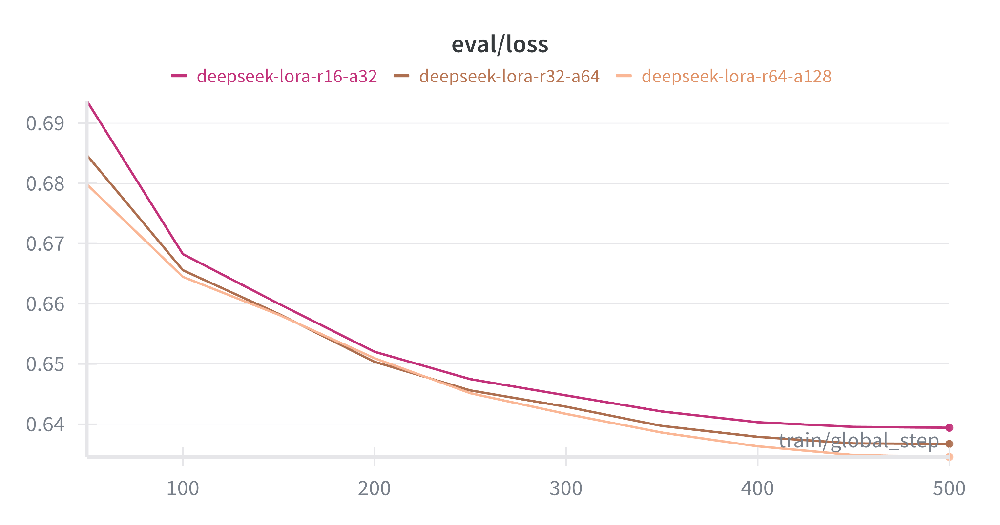 eval/loss
deepseek-lora-r16-a32 deepseek-lora-r32-a64 deepseek-lora-r64-a128
0.69
0.68
0.67
0.66
0.65
0.64
train/global_step
100 200 300 400 500